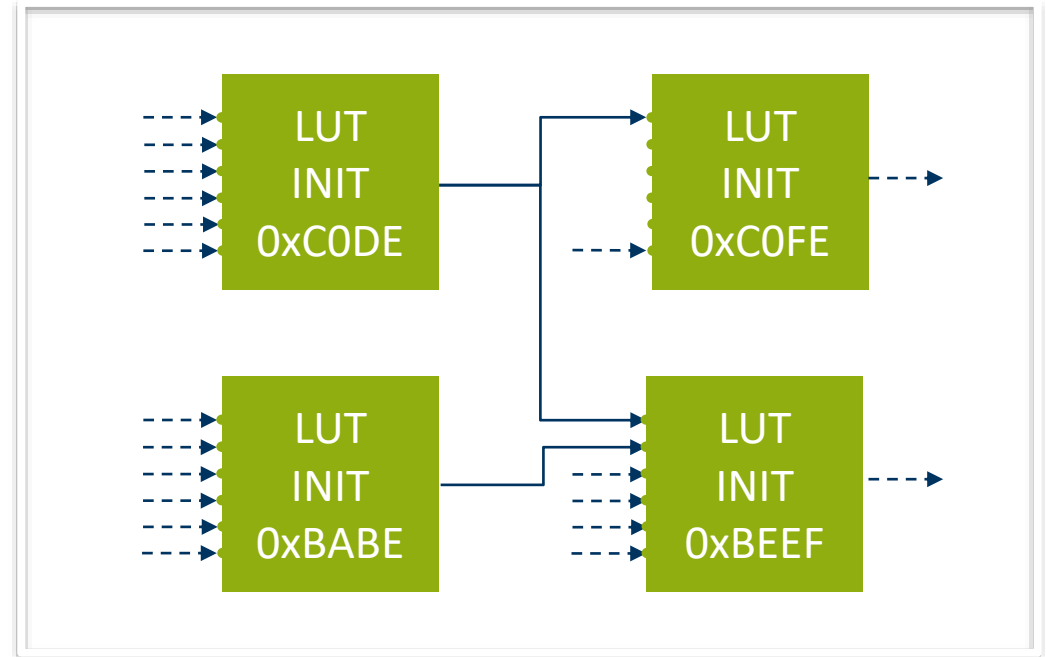 LUT
INIT
0xC0DE
LUT
INIT
0xC0FE
LUT
INIT
0xBABE
LUT
INIT
0xBEEF